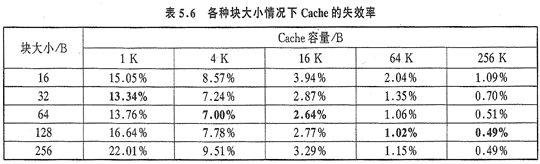 表 5.6 各种块大小情况下 Cache 的失效率
块大小/B Cache 容量/B
1 K 4 K 16 K 64 K 256 K
16 15.05% 8.57% 3.94% 2.04% 1.09%
32 13.34% 7.24% 2.87% 1.35% 0.70%
64 13.76% 7.00% 2.64% 1.06% 0.51%
128 16.64% 7.78% 2.77% 1.02% 0.49%
256 22.01% 9.51% 3.29% 1.15% 0.49%